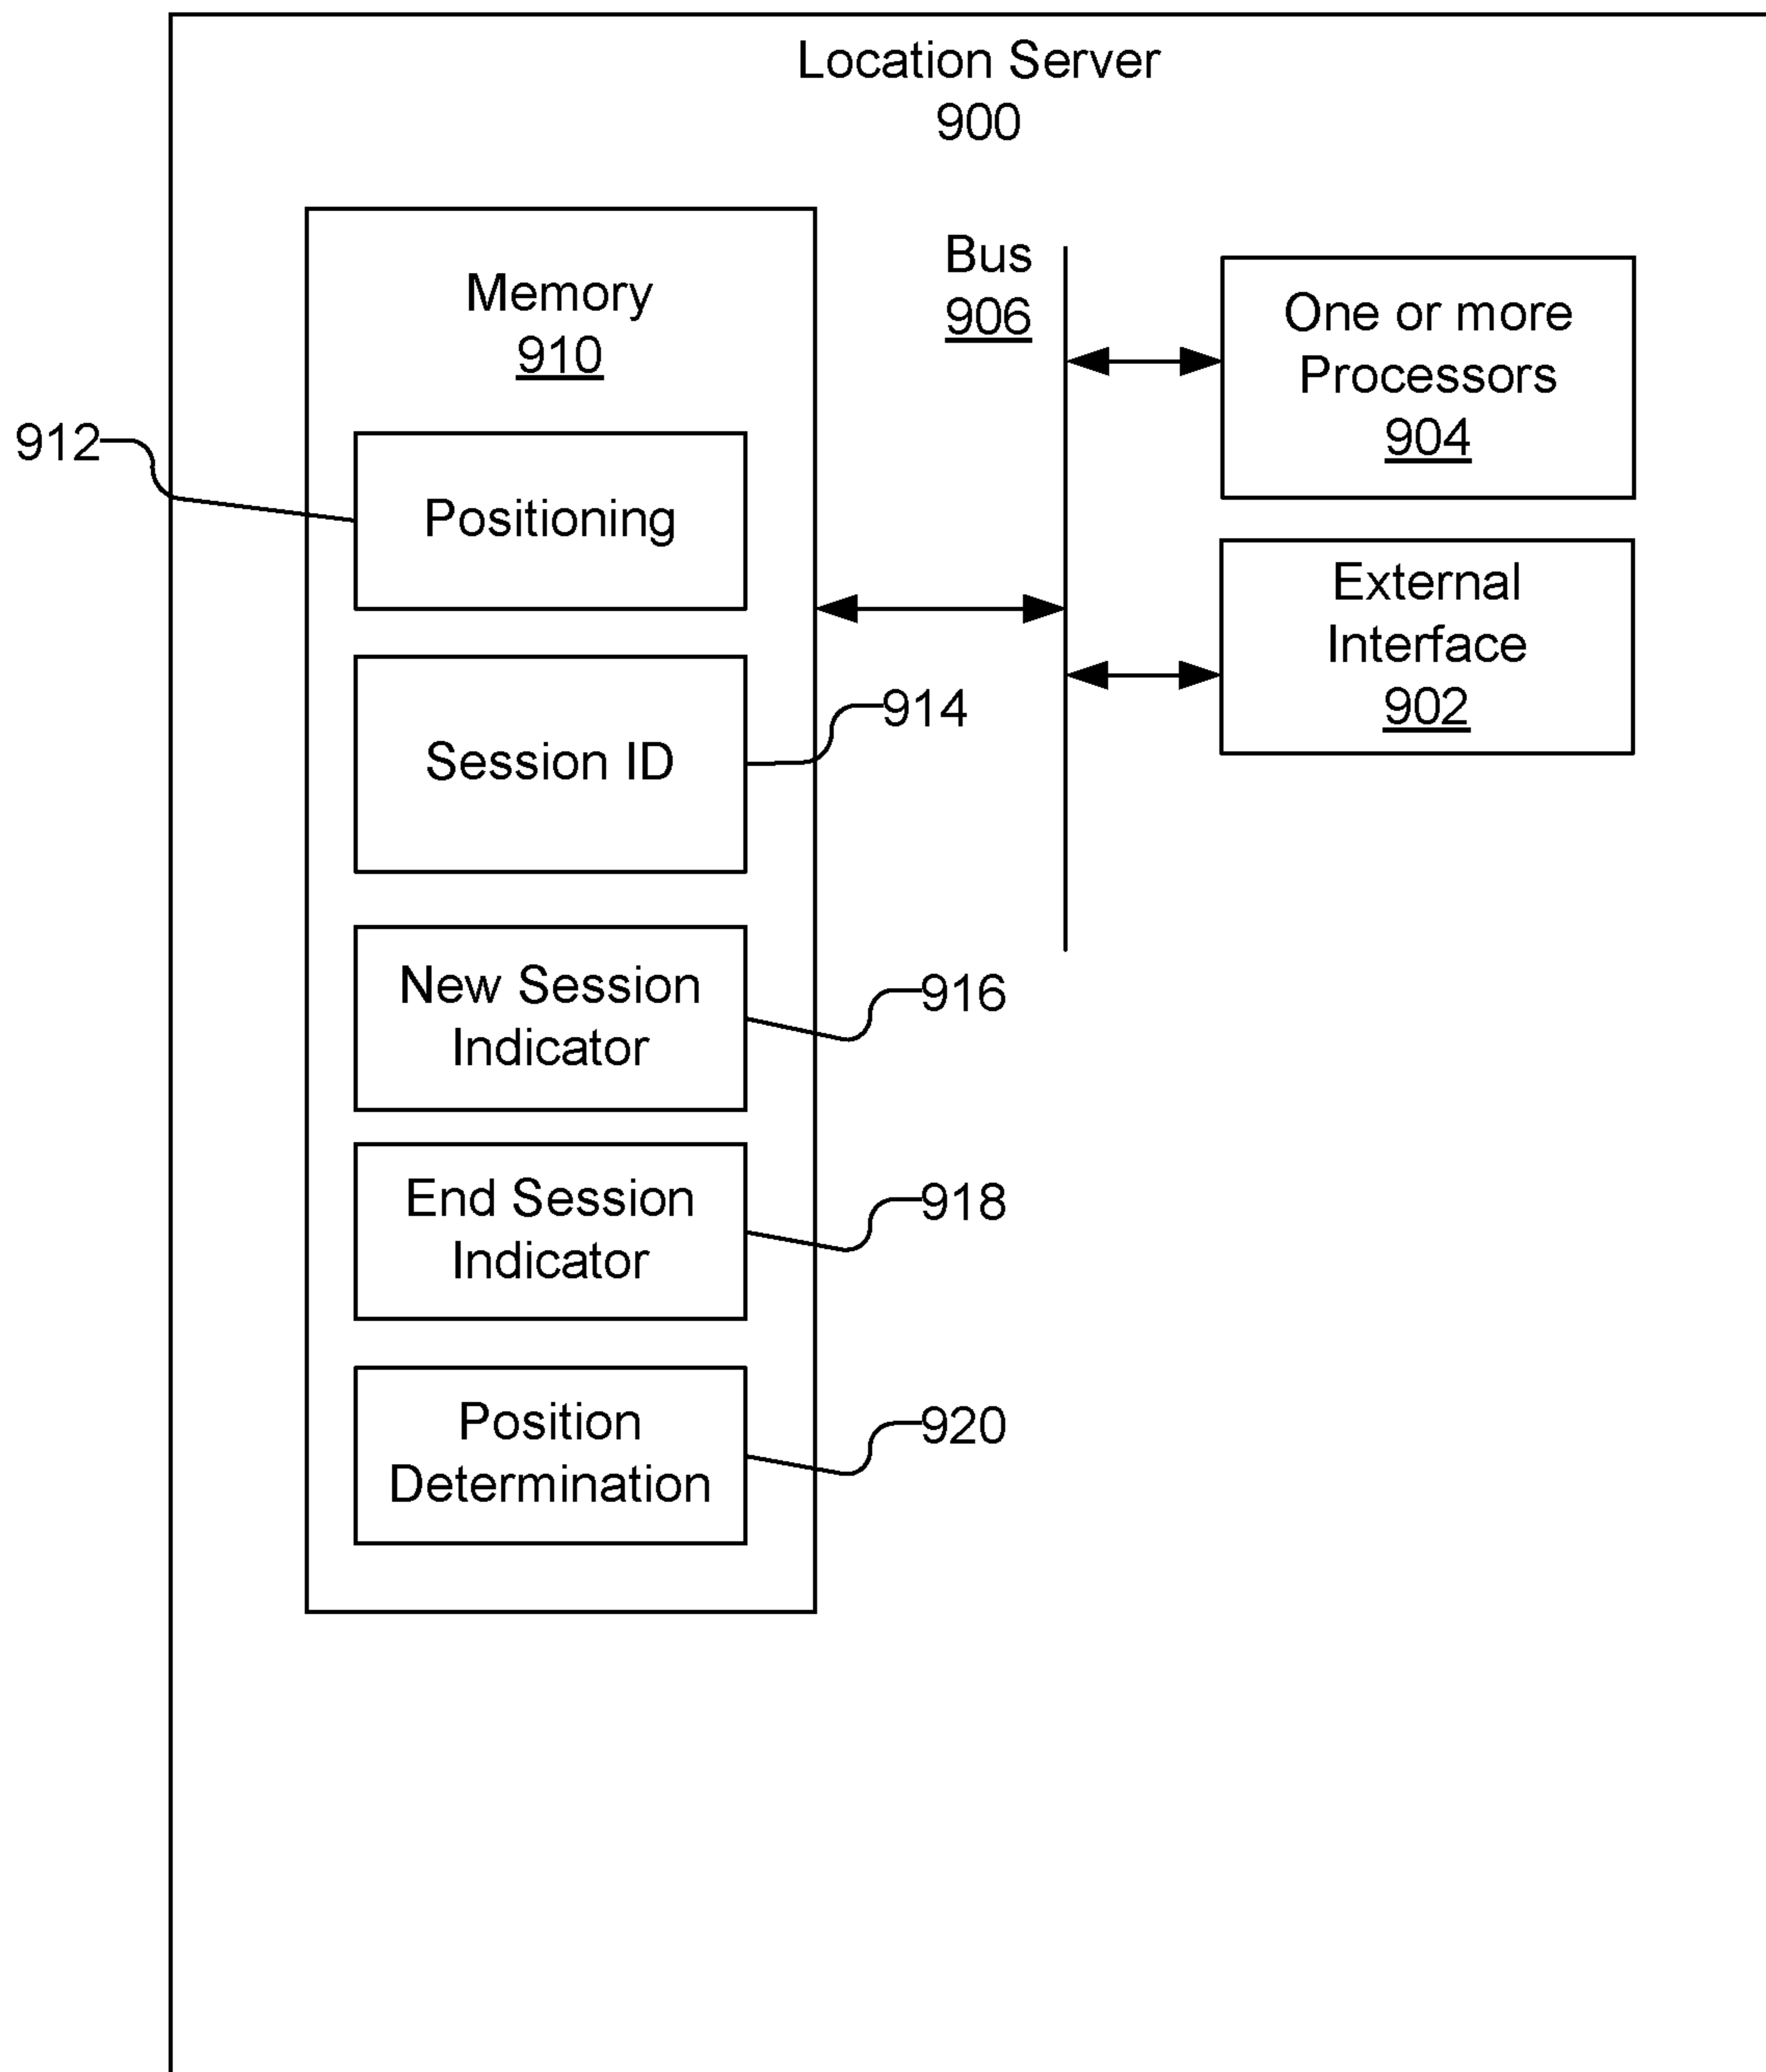 Location Server
900
Memory
910
912
Positioning
Session ID
914
New Session
Indicator
916
End Session
Indicator
918
Position
Determination
920
Bus
906
One or more
Processors
904
External
Interface
902